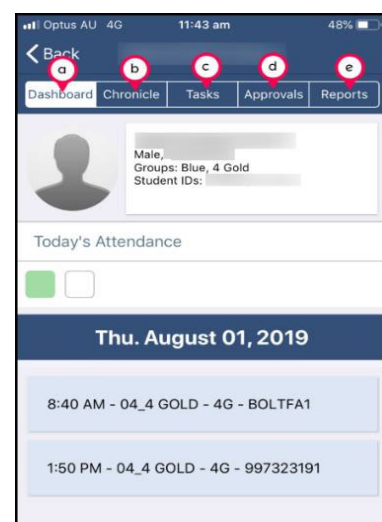 Optus AU 4G 11:43 am 48%
Back
a b c d e
Dashboard Chronicle Tasks Approvals Reports
Male,
Groups: Blue, 4 Gold
Student IDs:
Today's Attendance
Thu. August 01, 2019
8:40 AM - 04_4 GOLD - 4G - BOLTFA1
1:50 PM - 04_4 GOLD - 4G - 997323191